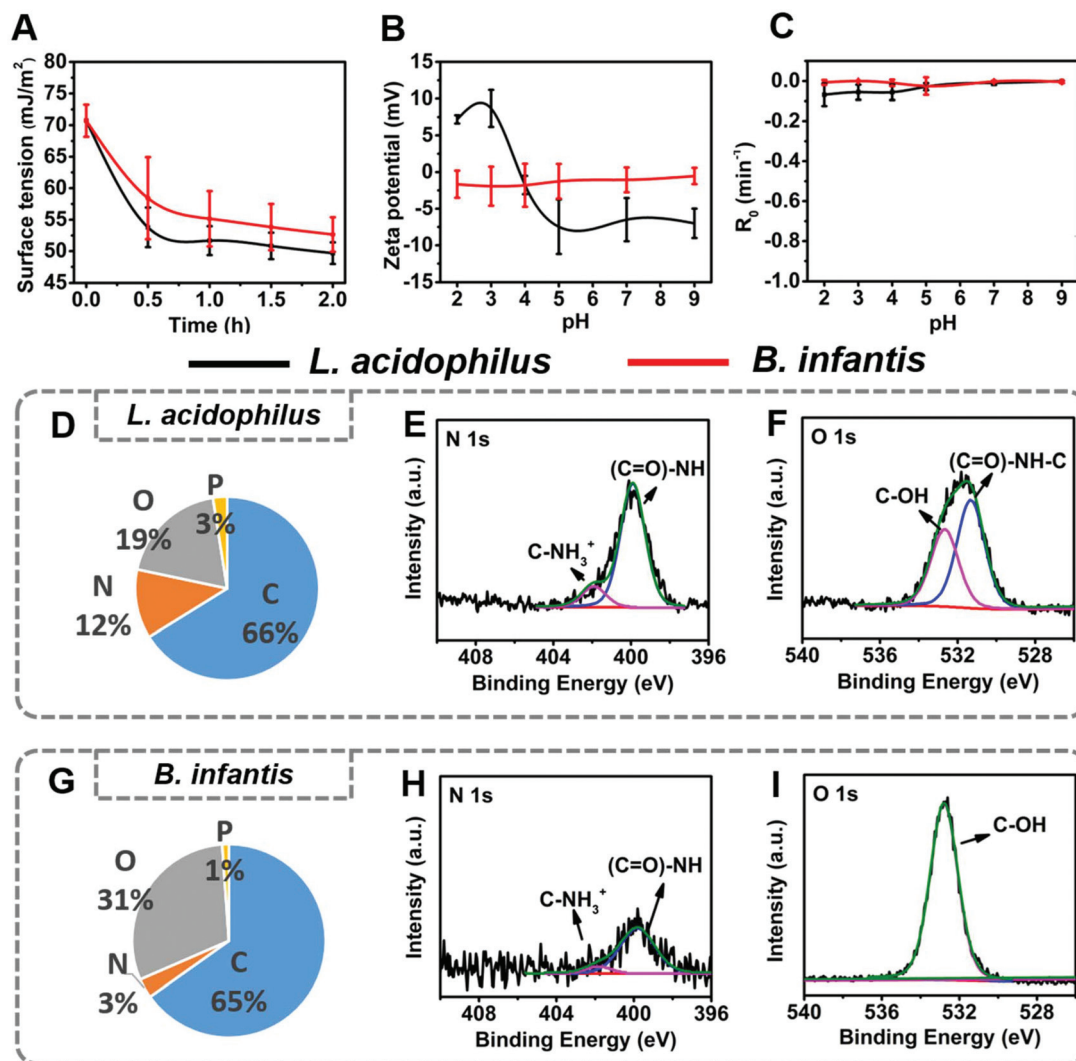 A
Surface tension (mJ/m²)
80
75
70
65
60
55
50
45
0.0 0.5 1.0 1.5 2.0
Time (h)
B
Zeta potential (mV)
15
10
5
0
-5
-10
-15
2 3 4 5 6 7 8 9
pH
C
R₀ (min⁻¹)
0.0
-0.2
-0.4
-0.6
-0.8
-1.0
2 3 4 5 6 7 8 9
pH
L. acidophilus
B. infantis
D
L. acidophilus
P
3%
O
19%
N
12%
C
66%
E
N 1s
(C=O)-NH
C-NH₃⁺
Intensity (a.u.)
408 404 400 396
Binding Energy (eV)
F
O 1s
(C=O)-NH-C
C-OH
Intensity (a.u.)
540 536 532 528
Binding Energy (eV)
G
B. infantis
P
1%
O
31%
N
3%
C
65%
H
N 1s
(C=O)-NH
C-NH₃⁺
Intensity (a.u.)
408 404 400 396
Binding Energy (eV)
I
O 1s
C-OH
Intensity (a.u.)
540 536 532 528
Binding Energy (eV)